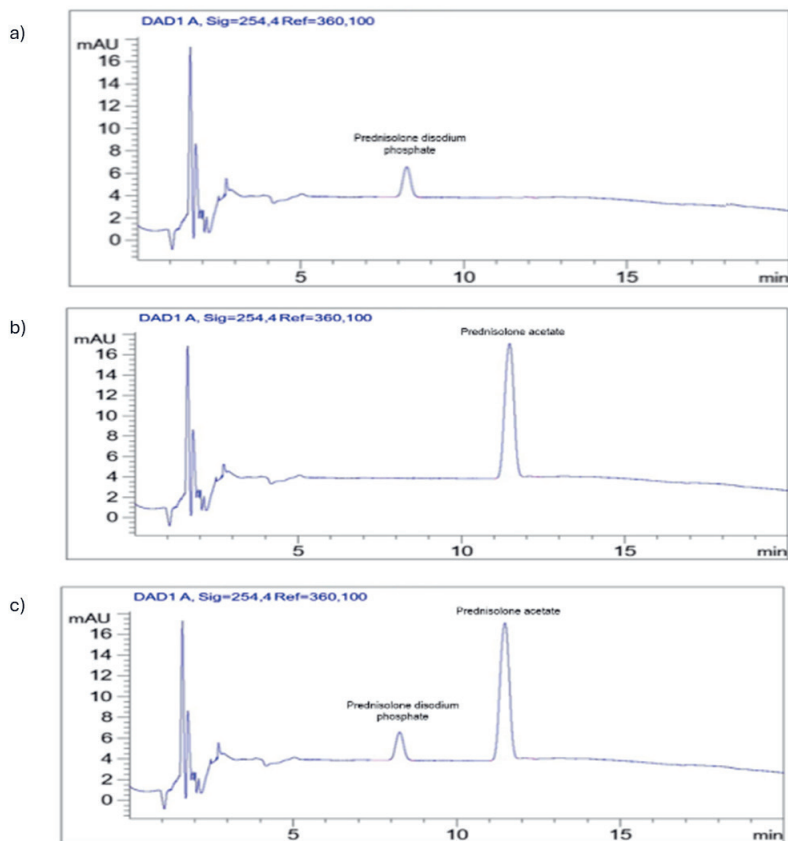 a)
DAD1 A, Sig=254,4 Ref=360,100
mAU
16
14
12
10
8
6
4
2
0
Prednisolone disodium
phosphate
5
10
15
min
b)
DAD1 A, Sig=254,4 Ref=360,100
mAU
16
14
12
10
8
6
4
2
0
Prednisolone acetate
5
10
15
min
c)
DAD1 A, Sig=254,4 Ref=360,100
mAU
16
14
12
10
8
6
4
2
0
Prednisolone acetate
Prednisolone disodium
phosphate
5
10
15
min